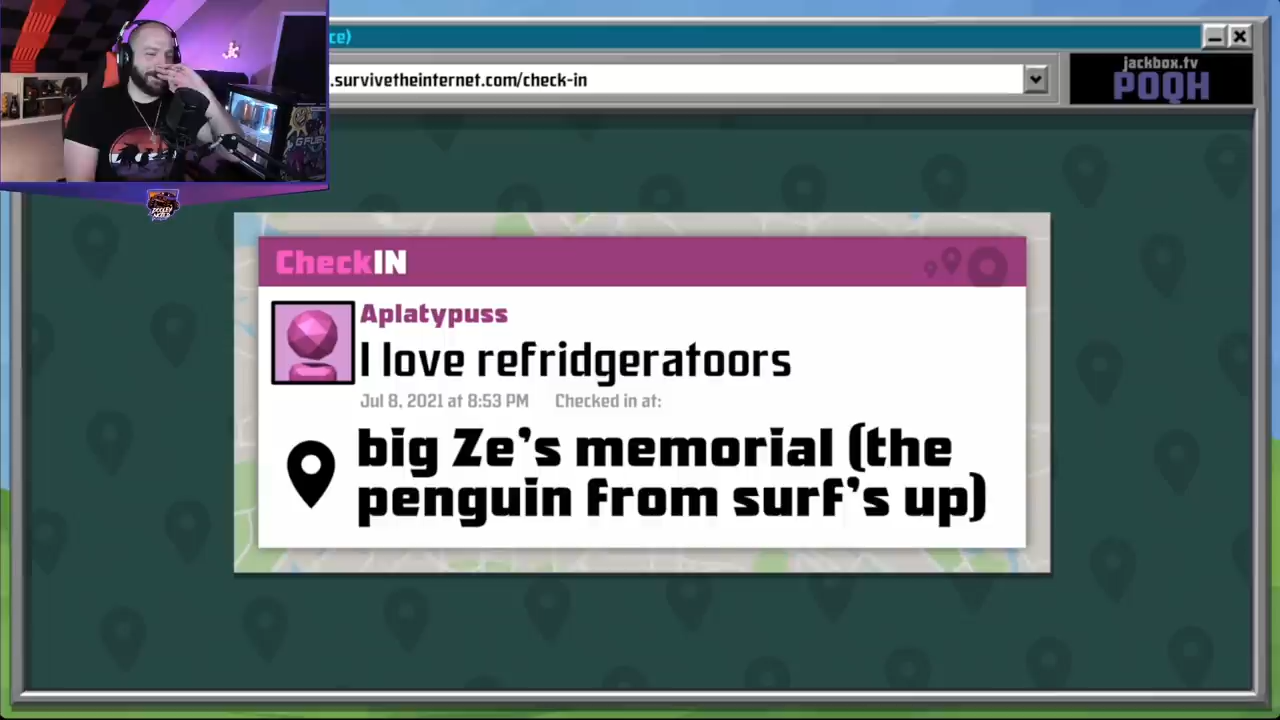 ce)
.survivetheinternet.com/check-in
jackbox.tv
POQH
CheckIN
Aplatypuss
I love refridgeratoors
Jul 8, 2021 at 8:53 PM Checked in at:
big Ze's memorial (the
penguin from surf's up)
G FUEL